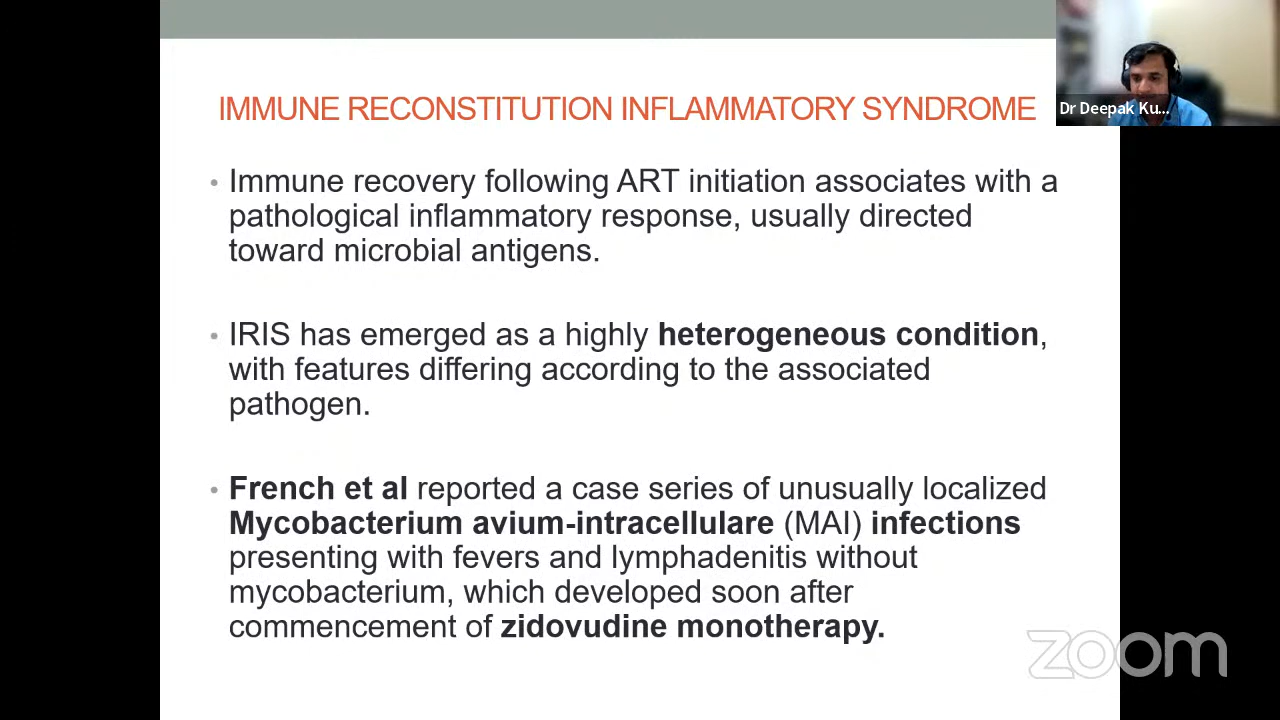 IMMUNE RECONSTITUTION INFLAMMATORY SYNDROME
Dr Deepak Ku...
• Immune recovery following ART initiation associates with a
pathological inflammatory response, usually directed
toward microbial antigens.
• IRIS has emerged as a highly heterogeneous condition,
with features differing according to the associated
pathogen.
• French et al reported a case series of unusually localized
Mycobacterium avium-intracellulare (MAI) infections
presenting with fevers and lymphadenitis without
mycobacterium, which developed soon after
commencement of zidovudine monotherapy.
zoom